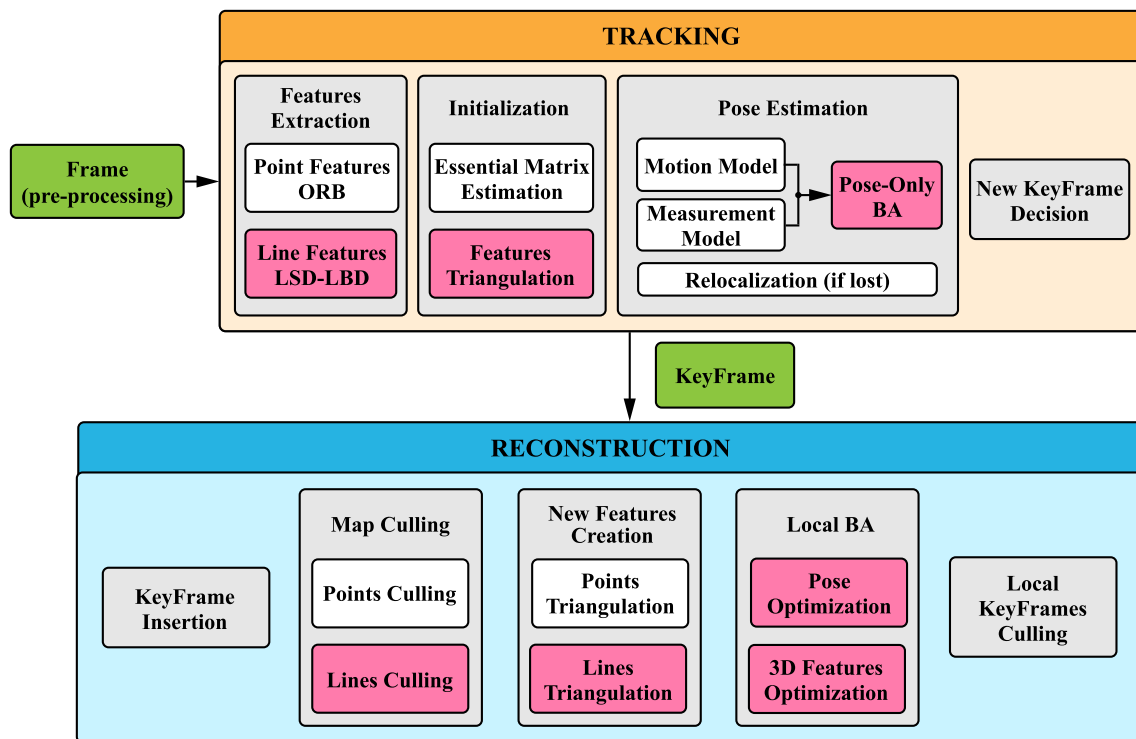 TRACKING
Features
Extraction
Point Features
ORB
Line Features
LSD-LBD
Initialization
Essential Matrix
Estimation
Features
Triangulation
Pose Estimation
Motion Model
Measurement
Model
Pose-Only
BA
Relocalization (if lost)
New KeyFrame
Decision
Frame
(pre-processing)
KeyFrame
RECONSTRUCTION
KeyFrame
Insertion
Map Culling
Points Culling
Lines Culling
New Features
Creation
Points
Triangulation
Lines
Triangulation
Local BA
Pose
Optimization
3D Features
Optimization
Local
KeyFrames
Culling